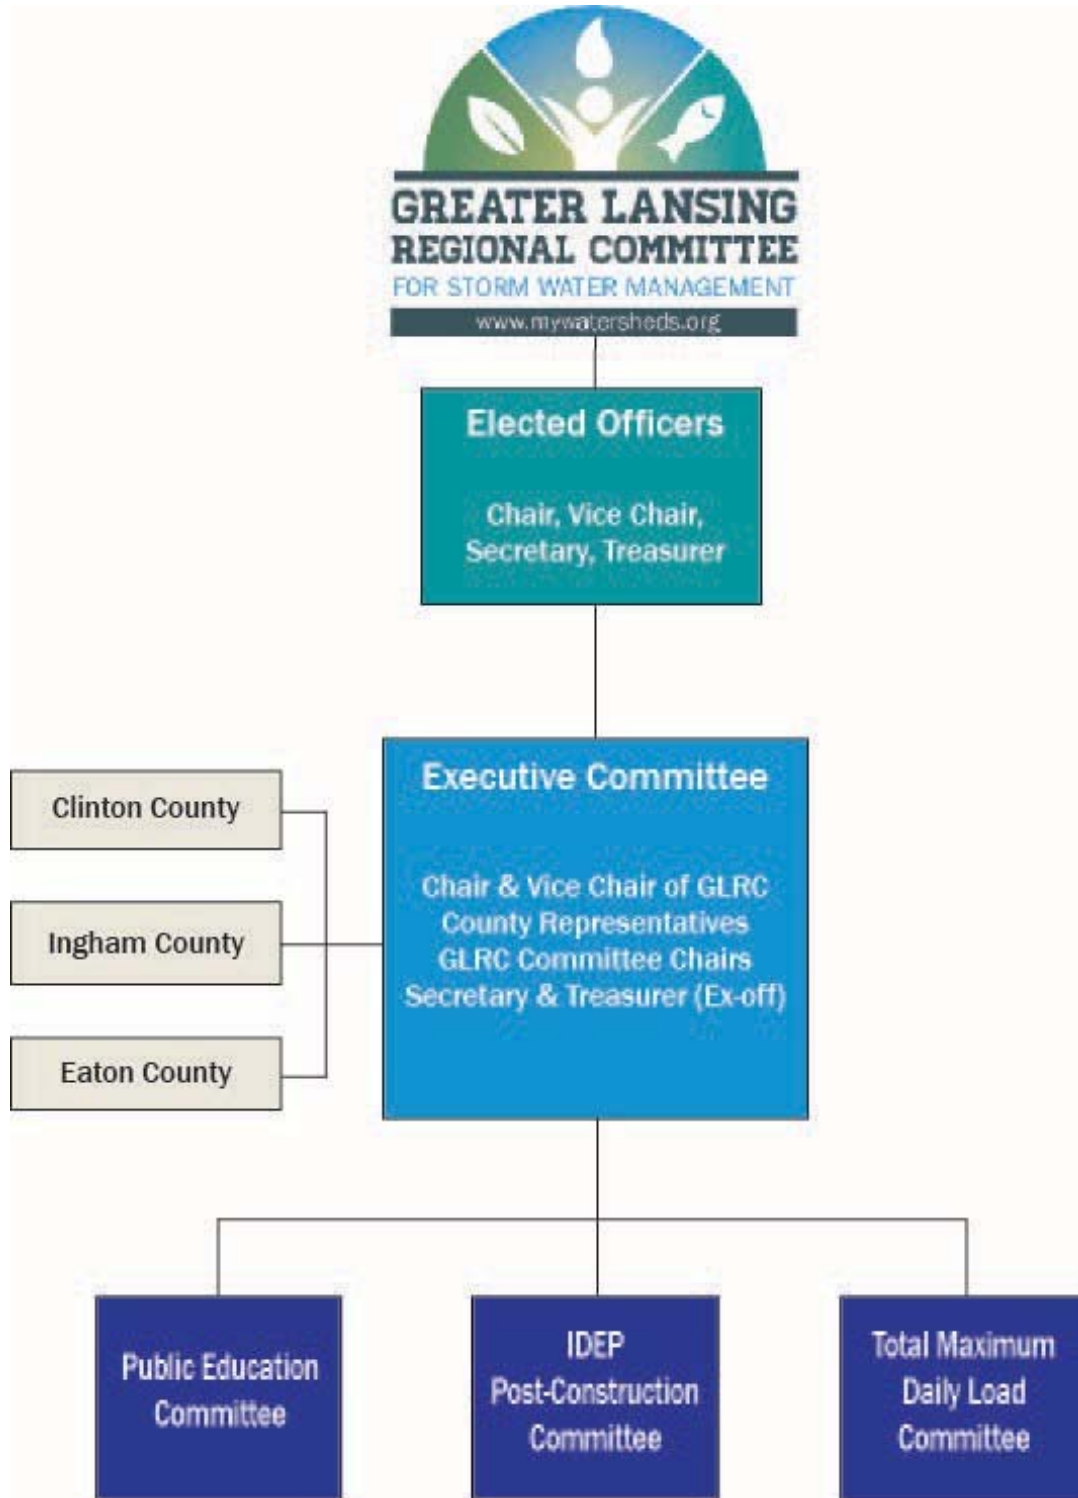 GREATER LANSING
REGIONAL COMMITTEE
FOR STORM WATER MANAGEMENT
www.mywatersheds.org
Elected Officers
Chair, Vice Chair,
Secretary, Treasurer
Executive Committee
Chair & Vice Chair of GLRC
County Representatives
GLRC Committee Chairs
Secretary & Treasurer (Ex-off)
Clinton County
Ingham County
Eaton County
Public Education
Committee
IDEP
Post-Construction
Committee
Total Maximum
Daily Load
Committee